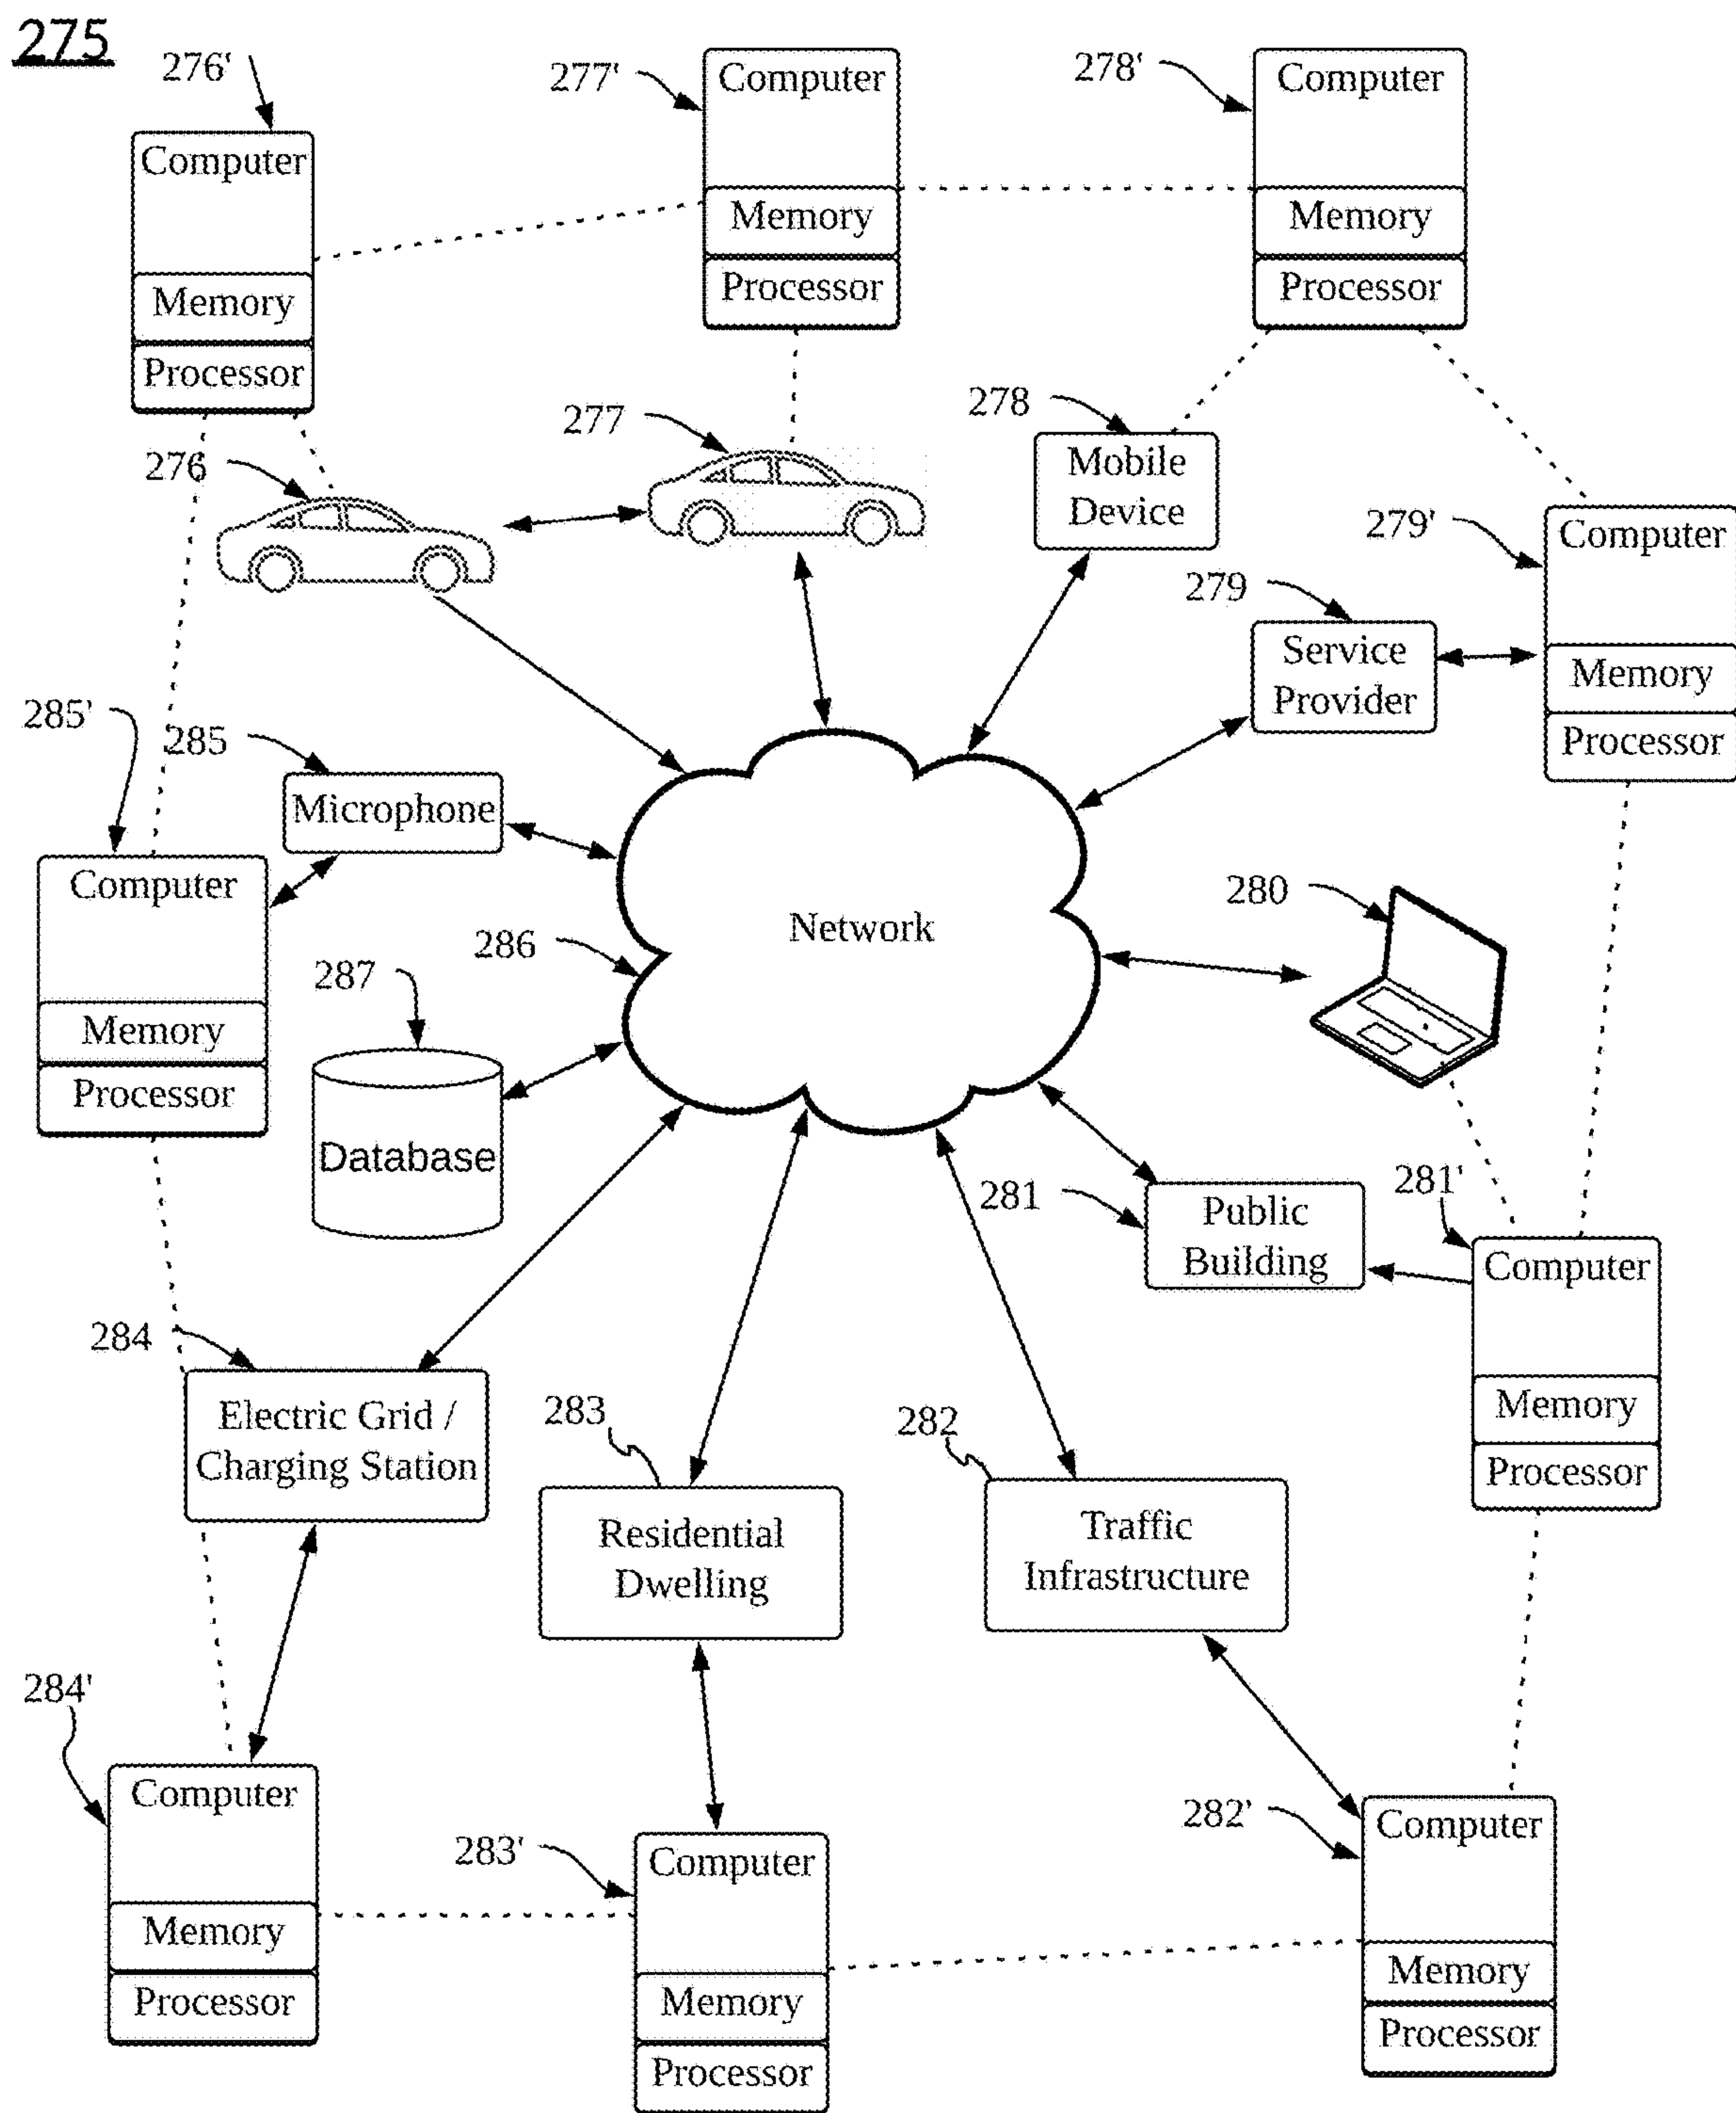 275
276'
277'
278'
Computer
Memory
Processor
Computer
Memory
Processor
Computer
Memory
Processor
276
277
278
Mobile
Device
279'
Computer
Memory
Processor
279
Service
Provider
285'
285
Microphone
Computer
Memory
Processor
Network
280
286
287
Database
281
Public
Building
281'
Computer
Memory
Processor
284
Electric Grid /
Charging Station
283
Residential
Dwelling
282
Traffic
Infrastructure
284'
Computer
Memory
Processor
283'
Computer
Memory
Processor
282'
Computer
Memory
Processor